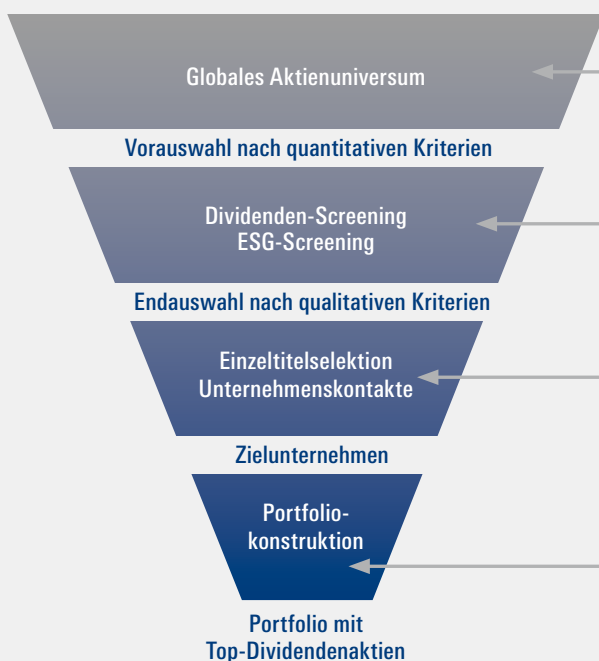 Globales Aktienuniversum
Vorauswahl nach quantitativen Kriterien
Dividenden-Screening
ESG-Screening
Endauswahl nach qualitativen Kriterien
Einzeltitelselektion
Unternehmenskontakte
Zielunternehmen
Portfolio-
konstruktion
Portfolio mit
Top-Dividendenaktien